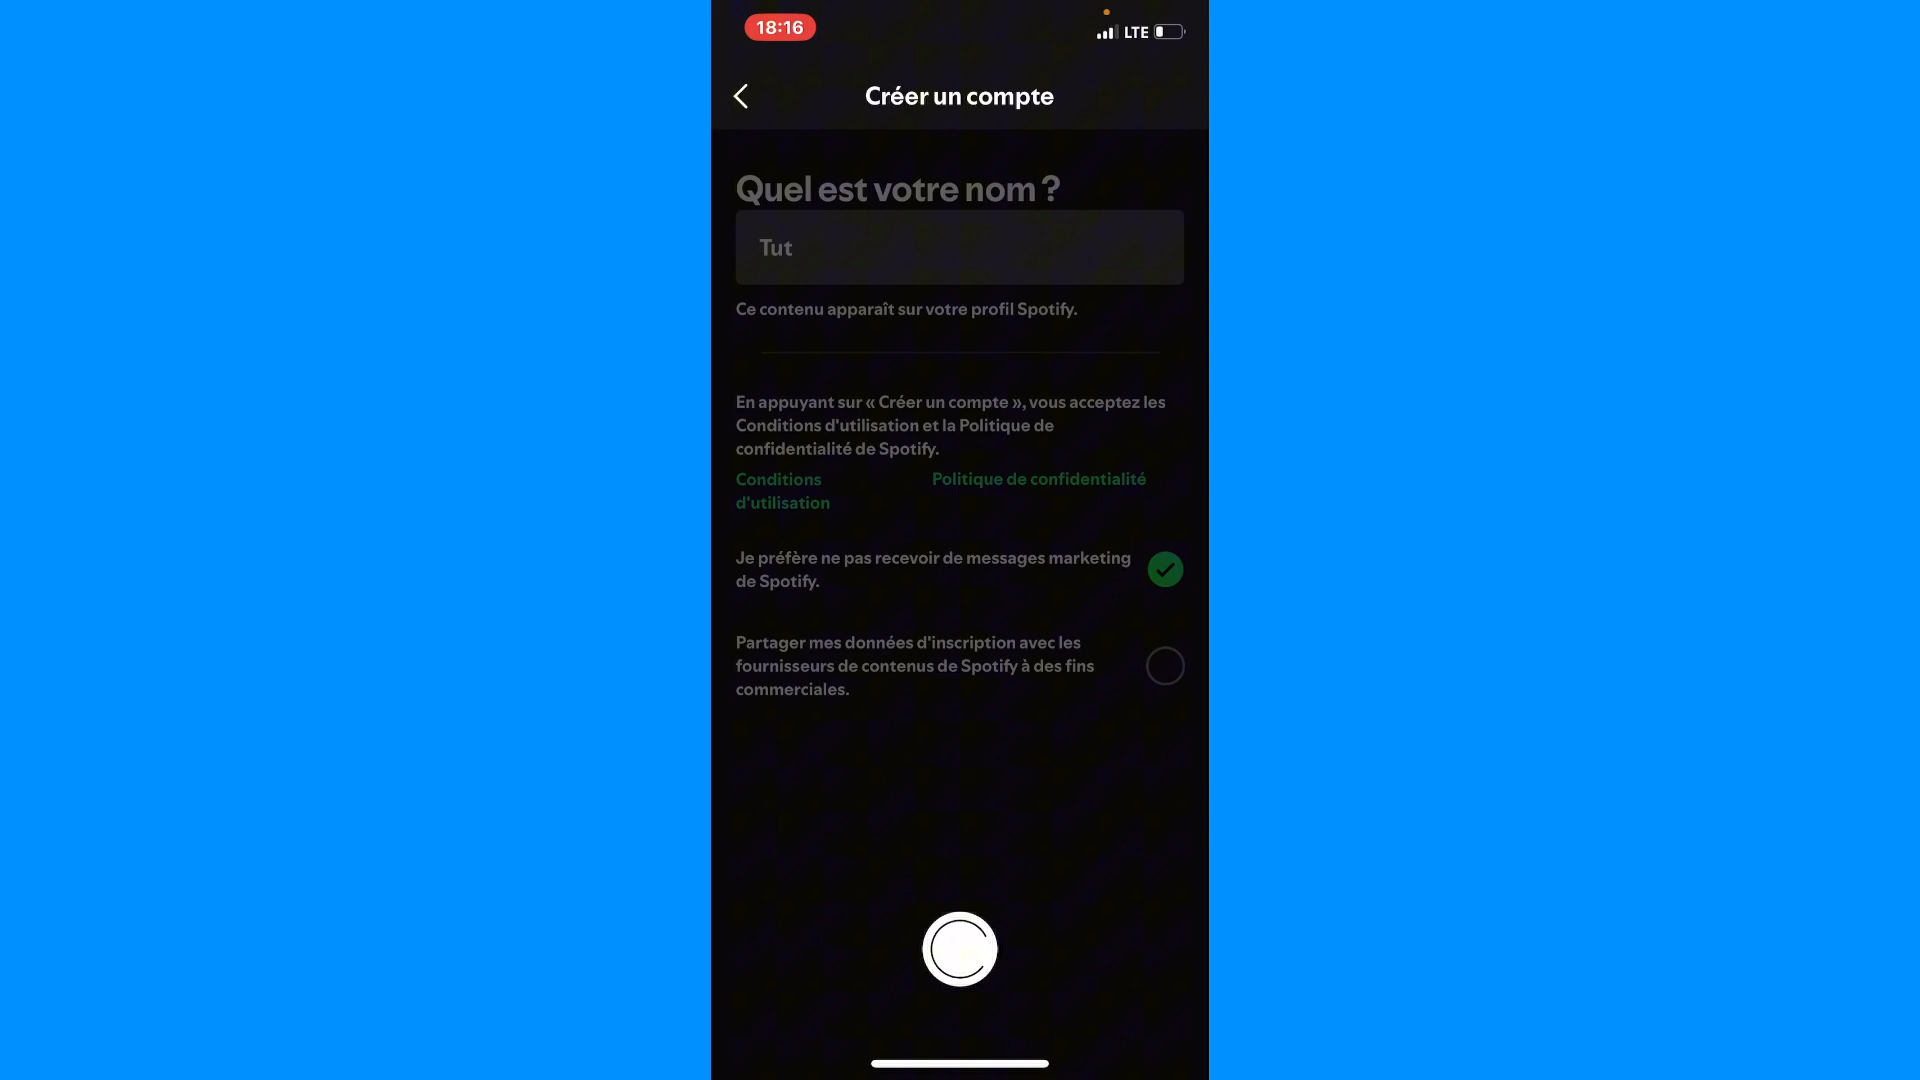 18:16
LTE
Créer un compte
Quel est votre nom ?
Tut
Ce contenu apparaît sur votre profil Spotify.
En appuyant sur « Créer un compte », vous acceptez les
Conditions d'utilisation et la Politique de
confidentialité de Spotify.
Conditions
d'utilisation
Politique de confidentialité
Je préfère ne pas recevoir de messages marketing
de Spotify.
Partager mes données d'inscription avec les
fournisseurs de contenus de Spotify à des fins
commerciales.